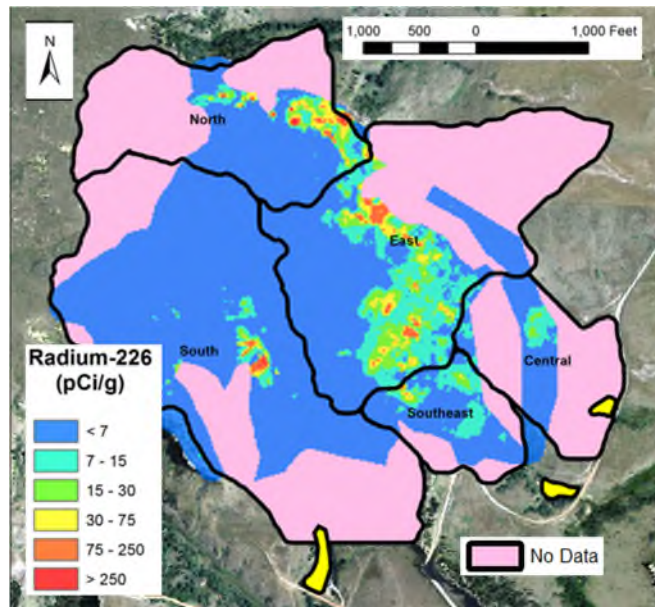 N
1,000 500 0 1,000 Feet
North
East
South
Central
Southeast
Radium-226
(pCi/g)
< 7
7 - 15
15 - 30
30 - 75
75 - 250
> 250
No Data